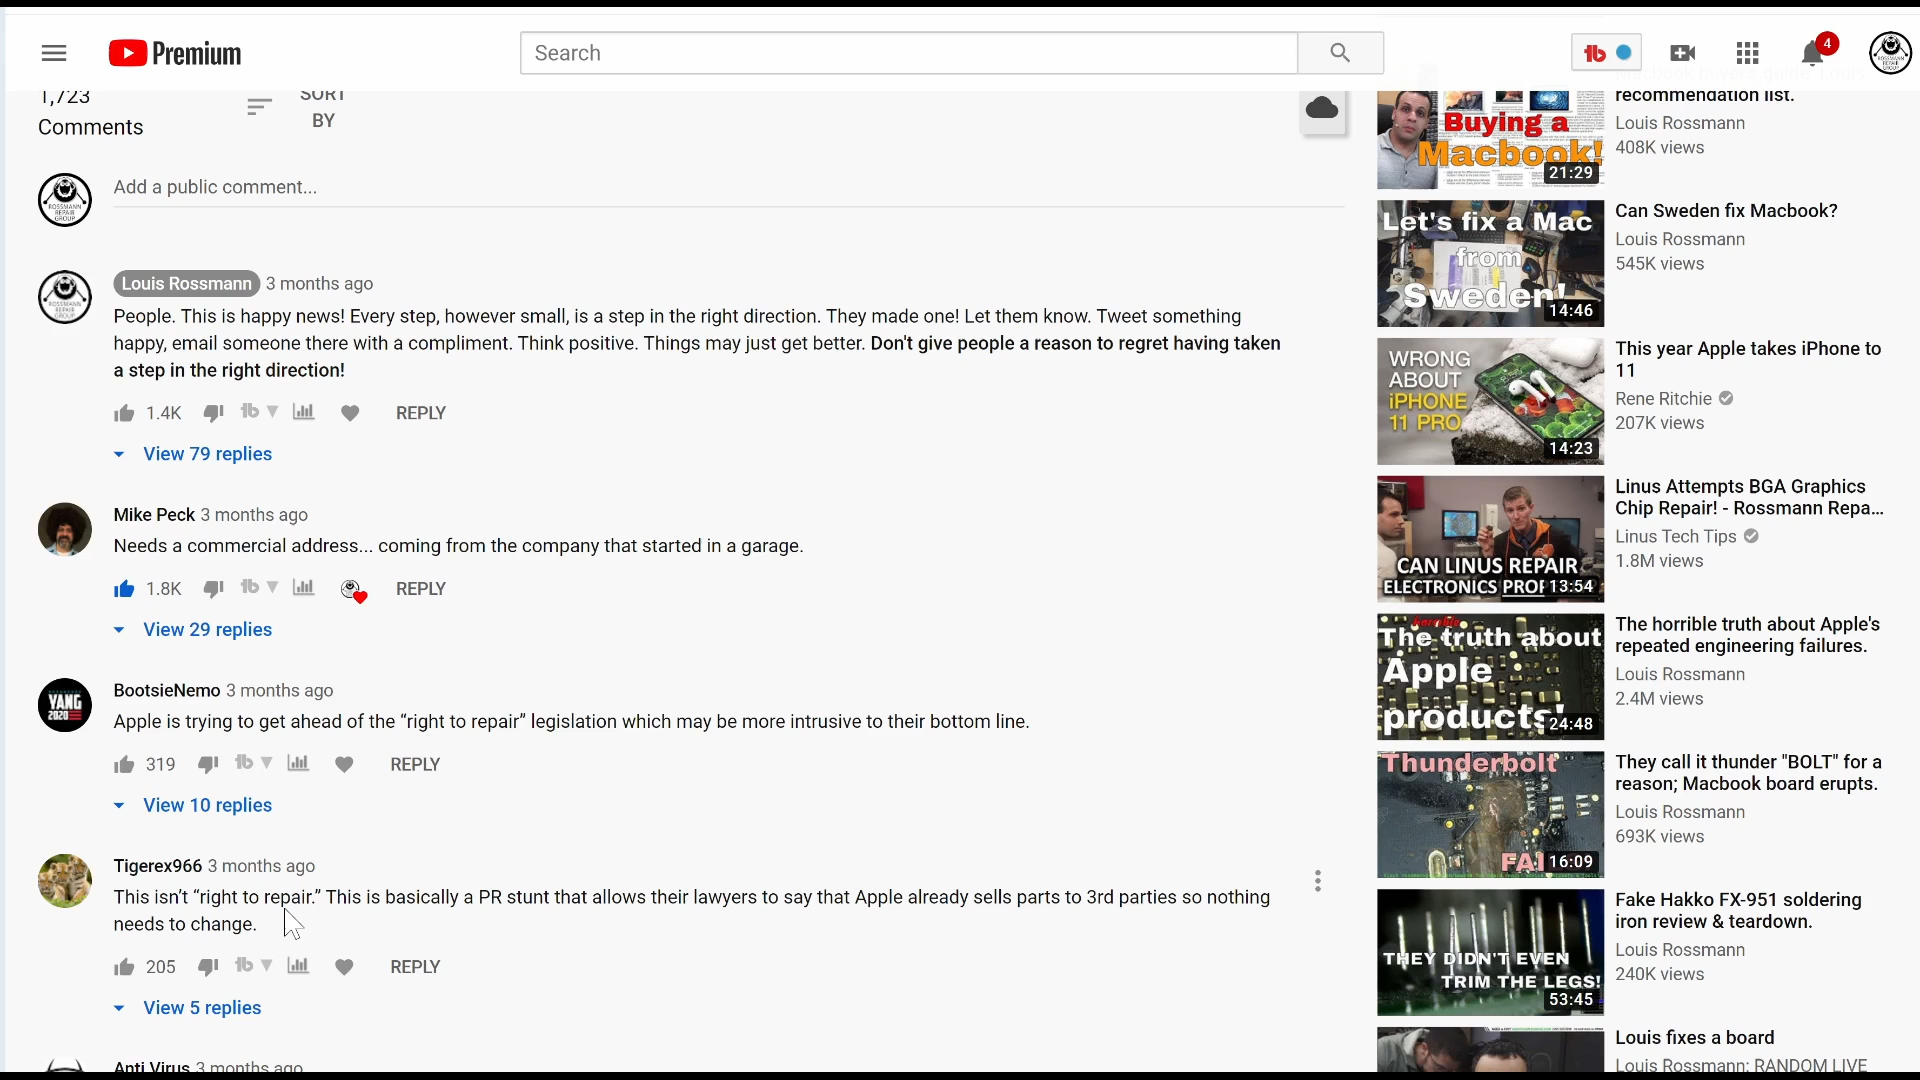 Premium
Search
4
1,723
Comments
SORT
BY
Add a public comment...
Louis Rossmann 3 months ago
People. This is happy news! Every step, however small, is a step in the right direction. They made one! Let them know. Tweet something
happy, email someone there with a compliment. Think positive. Things may just get better. Don't give people a reason to regret having taken
a step in the right direction!
1.4K REPLY
View 79 replies
Mike Peck 3 months ago
Needs a commercial address... coming from the company that started in a garage.
1.8K REPLY
View 29 replies
YANG
2020
BootsieNemo 3 months ago
Apple is trying to get ahead of the “right to repair” legislation which may be more intrusive to their bottom line.
319 REPLY
View 10 replies
Tigerex966 3 months ago
This isn’t “right to repair.” This is basically a PR stunt that allows their lawyers to say that Apple already sells parts to 3rd parties so nothing
needs to change.
205 REPLY
View 5 replies
Anti Virus 3 months ago
Buying a
Macbook!
21:29
recommendation list.
Louis Rossmann
408K views
Let's fix a Mac
from
Sweden!
14:46
Can Sweden fix Macbook?
Louis Rossmann
545K views
WRONG
ABOUT
iPHONE
11 PRO
14:23
This year Apple takes iPhone to
11
Rene Ritchie
207K views
CAN LINUS REPAIR
ELECTRONICS PROP
13:54
Linus Attempts BGA Graphics
Chip Repair! - Rossmann Repa...
Linus Tech Tips
1.8M views
horrible
The truth about
Apple
products!
24:48
The horrible truth about Apple's
repeated engineering failures.
Louis Rossmann
2.4M views
Thunderbolt
FAI
16:09
They call it thunder "BOLT" for a
reason; Macbook board erupts.
Louis Rossmann
693K views
THEY DIDN'T EVEN
TRIM THE LEGS!
53:45
Fake Hakko FX-951 soldering
iron review & teardown.
Louis Rossmann
240K views
Louis fixes a board
Louis Rossmann: RANDOM LIVE